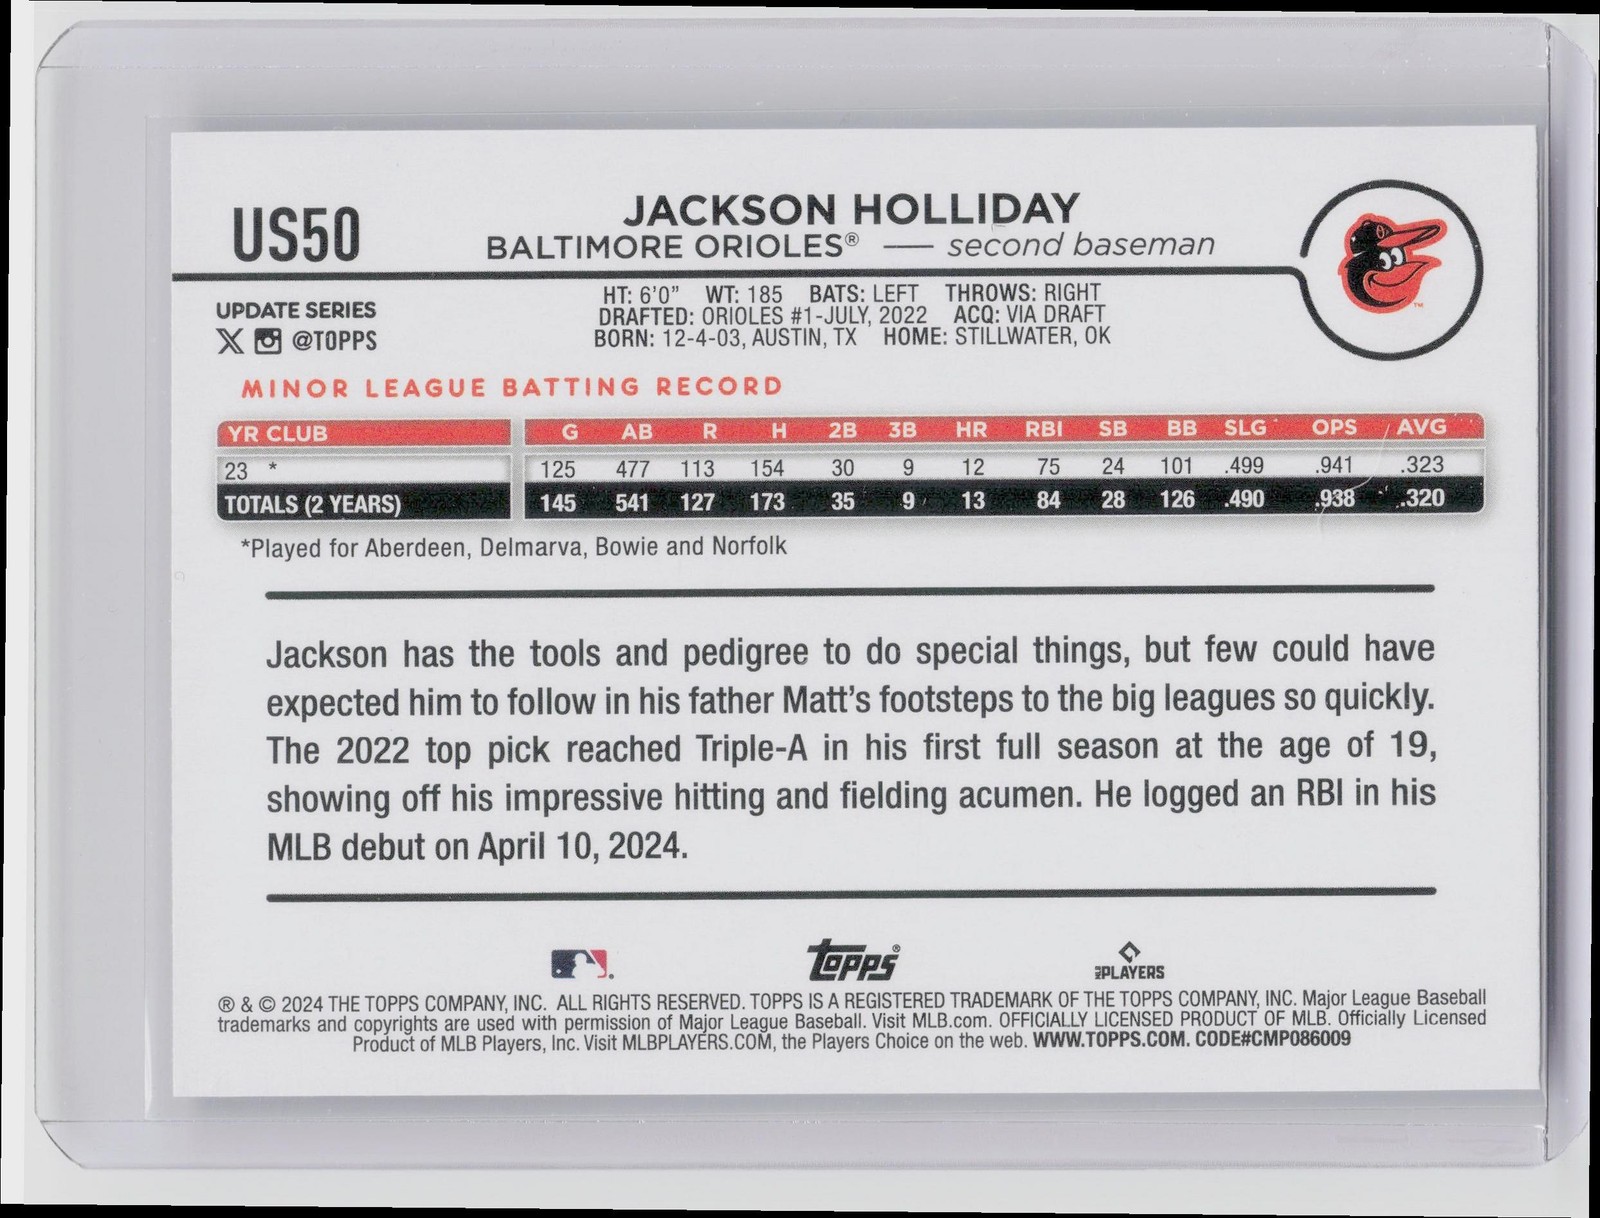 US50
JACKSON HOLLIDAY
BALTIMORE ORIOLES® — second baseman
UPDATE SERIES
@TOPPS
HT: 6'0" WT: 185 BATS: LEFT THROWS: RIGHT
DRAFTED: ORIOLES #1-JULY, 2022 ACQ: VIA DRAFT
BORN: 12-4-03, AUSTIN, TX HOME: STILLWATER, OK
MINOR LEAGUE BATTING RECORD
YR CLUB G AB R H 2B 3B HR RBI SB BB SLG OPS AVG
23 * 125 477 113 154 30 9 12 75 24 101 .499 .941 .323
TOTALS (2 YEARS) 145 541 127 173 35 9 13 84 28 126 .490 .938 .320
*Played for Aberdeen, Delmarva, Bowie and Norfolk
Jackson has the tools and pedigree to do special things, but few could have
expected him to follow in his father Matt's footsteps to the big leagues so quickly.
The 2022 top pick reached Triple-A in his first full season at the age of 19,
showing off his impressive hitting and fielding acumen. He logged an RBI in his
MLB debut on April 10, 2024.
Topps®
MLB PLAYERS
® & © 2024 THE TOPPS COMPANY, INC. ALL RIGHTS RESERVED. TOPPS IS A REGISTERED TRADEMARK OF THE TOPPS COMPANY, INC. Major League Baseball
trademarks and copyrights are used with permission of Major League Baseball. Visit MLB.com. OFFICIALLY LICENSED PRODUCT OF MLB. Officially Licensed
Product of MLB Players, Inc. Visit MLBPLAYERS.COM, the Players Choice on the web. WWW.TOPPS.COM. CODE#CMP086009